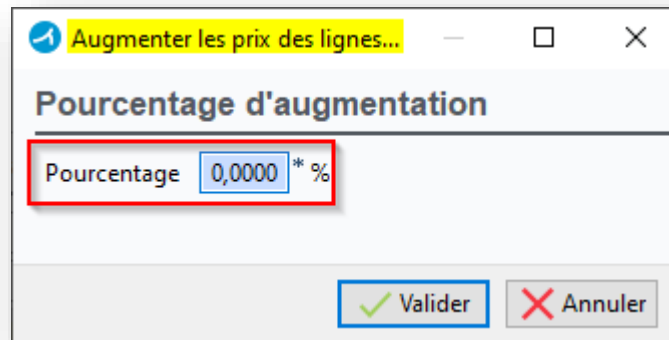 Augmenter les prix des lignes...
Pourcentage d'augmentation
Pourcentage 0,0000 * %
Valider Annuler